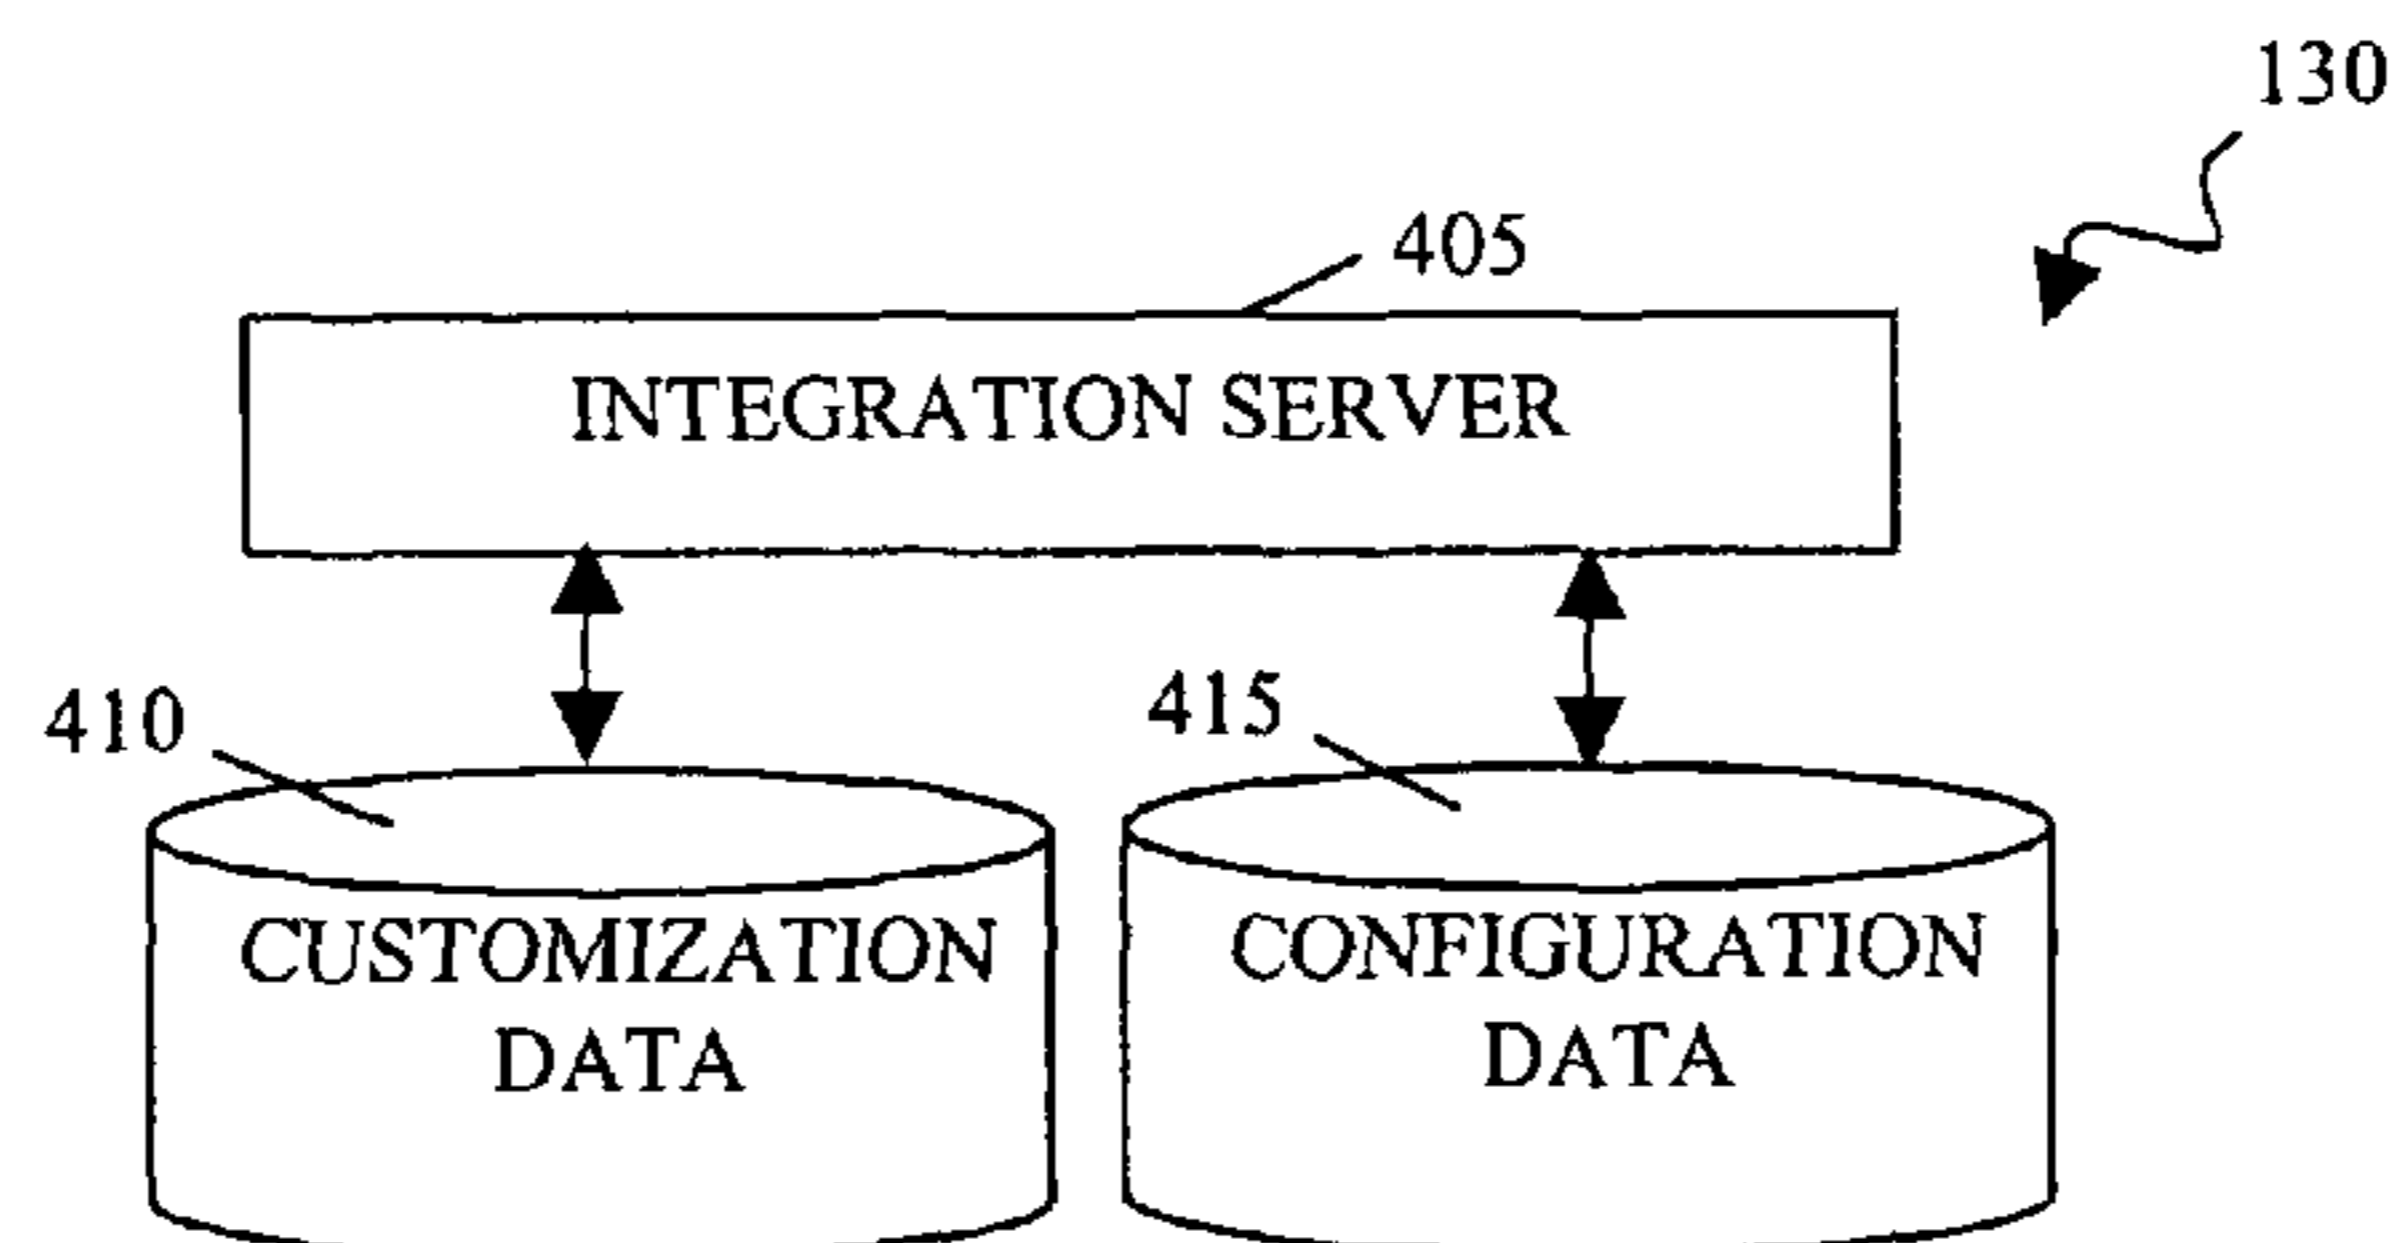 130
405
INTEGRATION SERVER
410
415
CUSTOMIZATION
DATA
CONFIGURATION
DATA